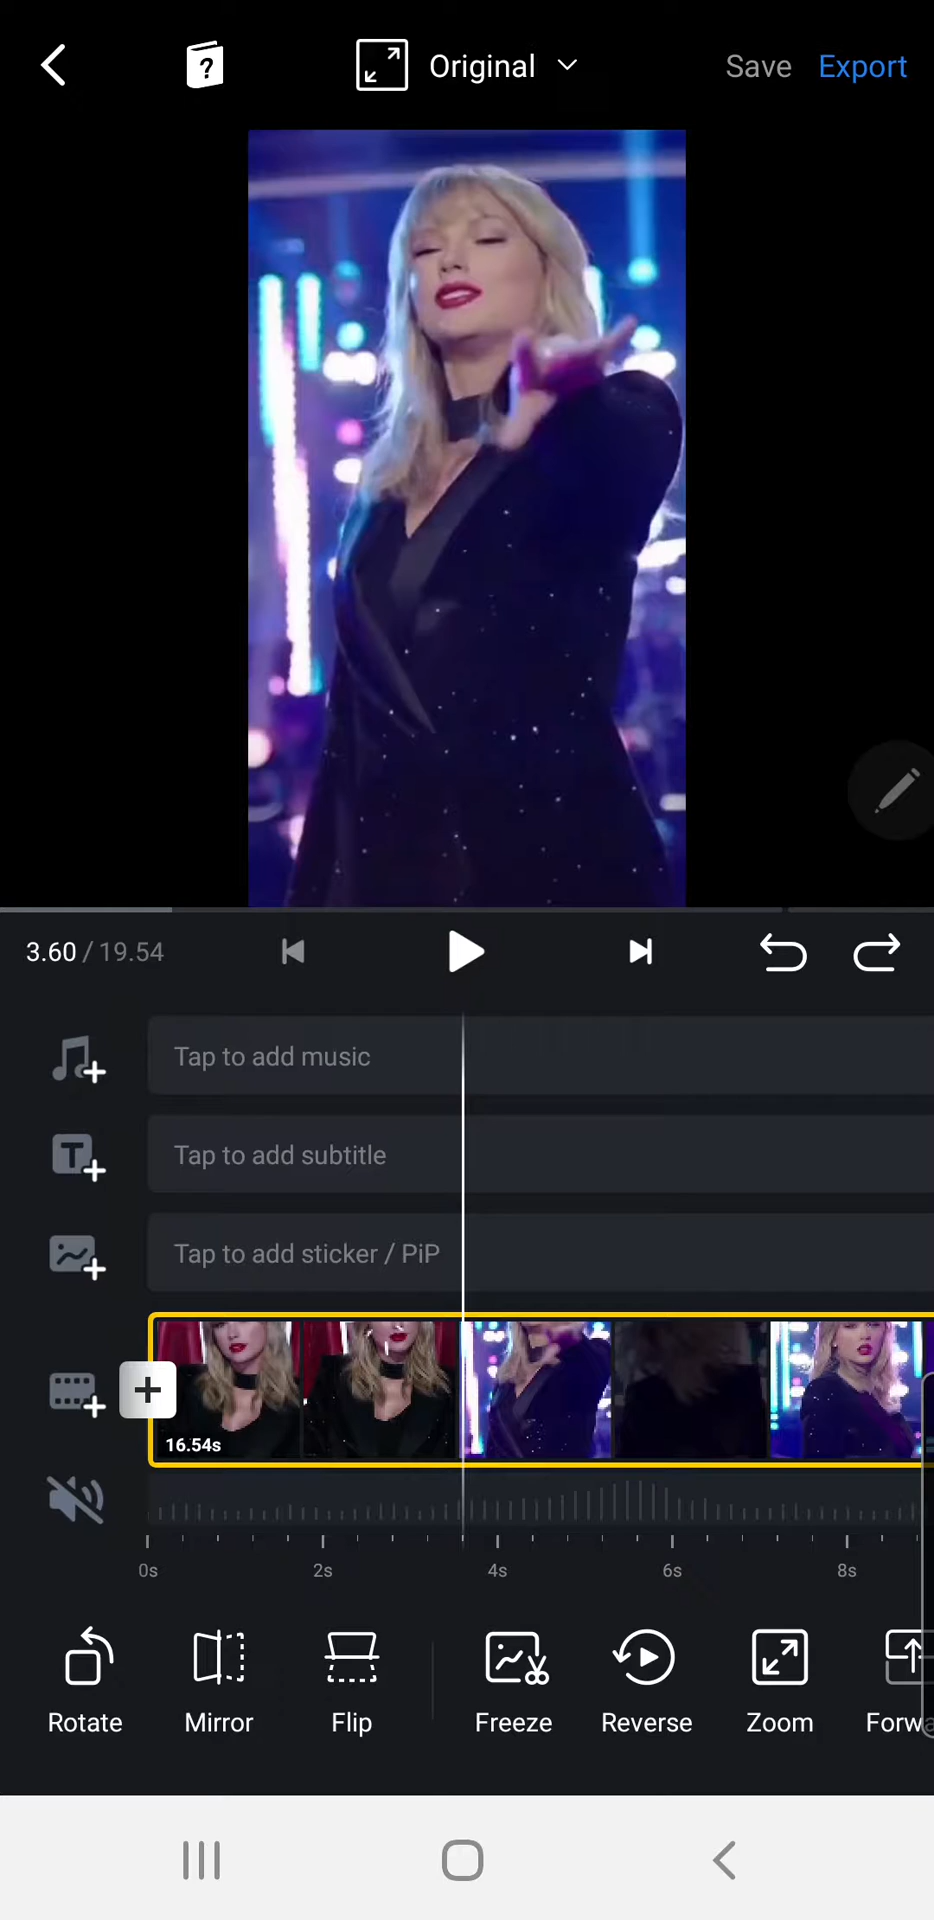 Original Save Export
3.60 / 19.54
Tap to add music
T Tap to add subtitle
Tap to add sticker / PiP
16.54s
0s 2s 4s 6s 8s
Rotate Mirror Flip Freeze Reverse Zoom Forwa